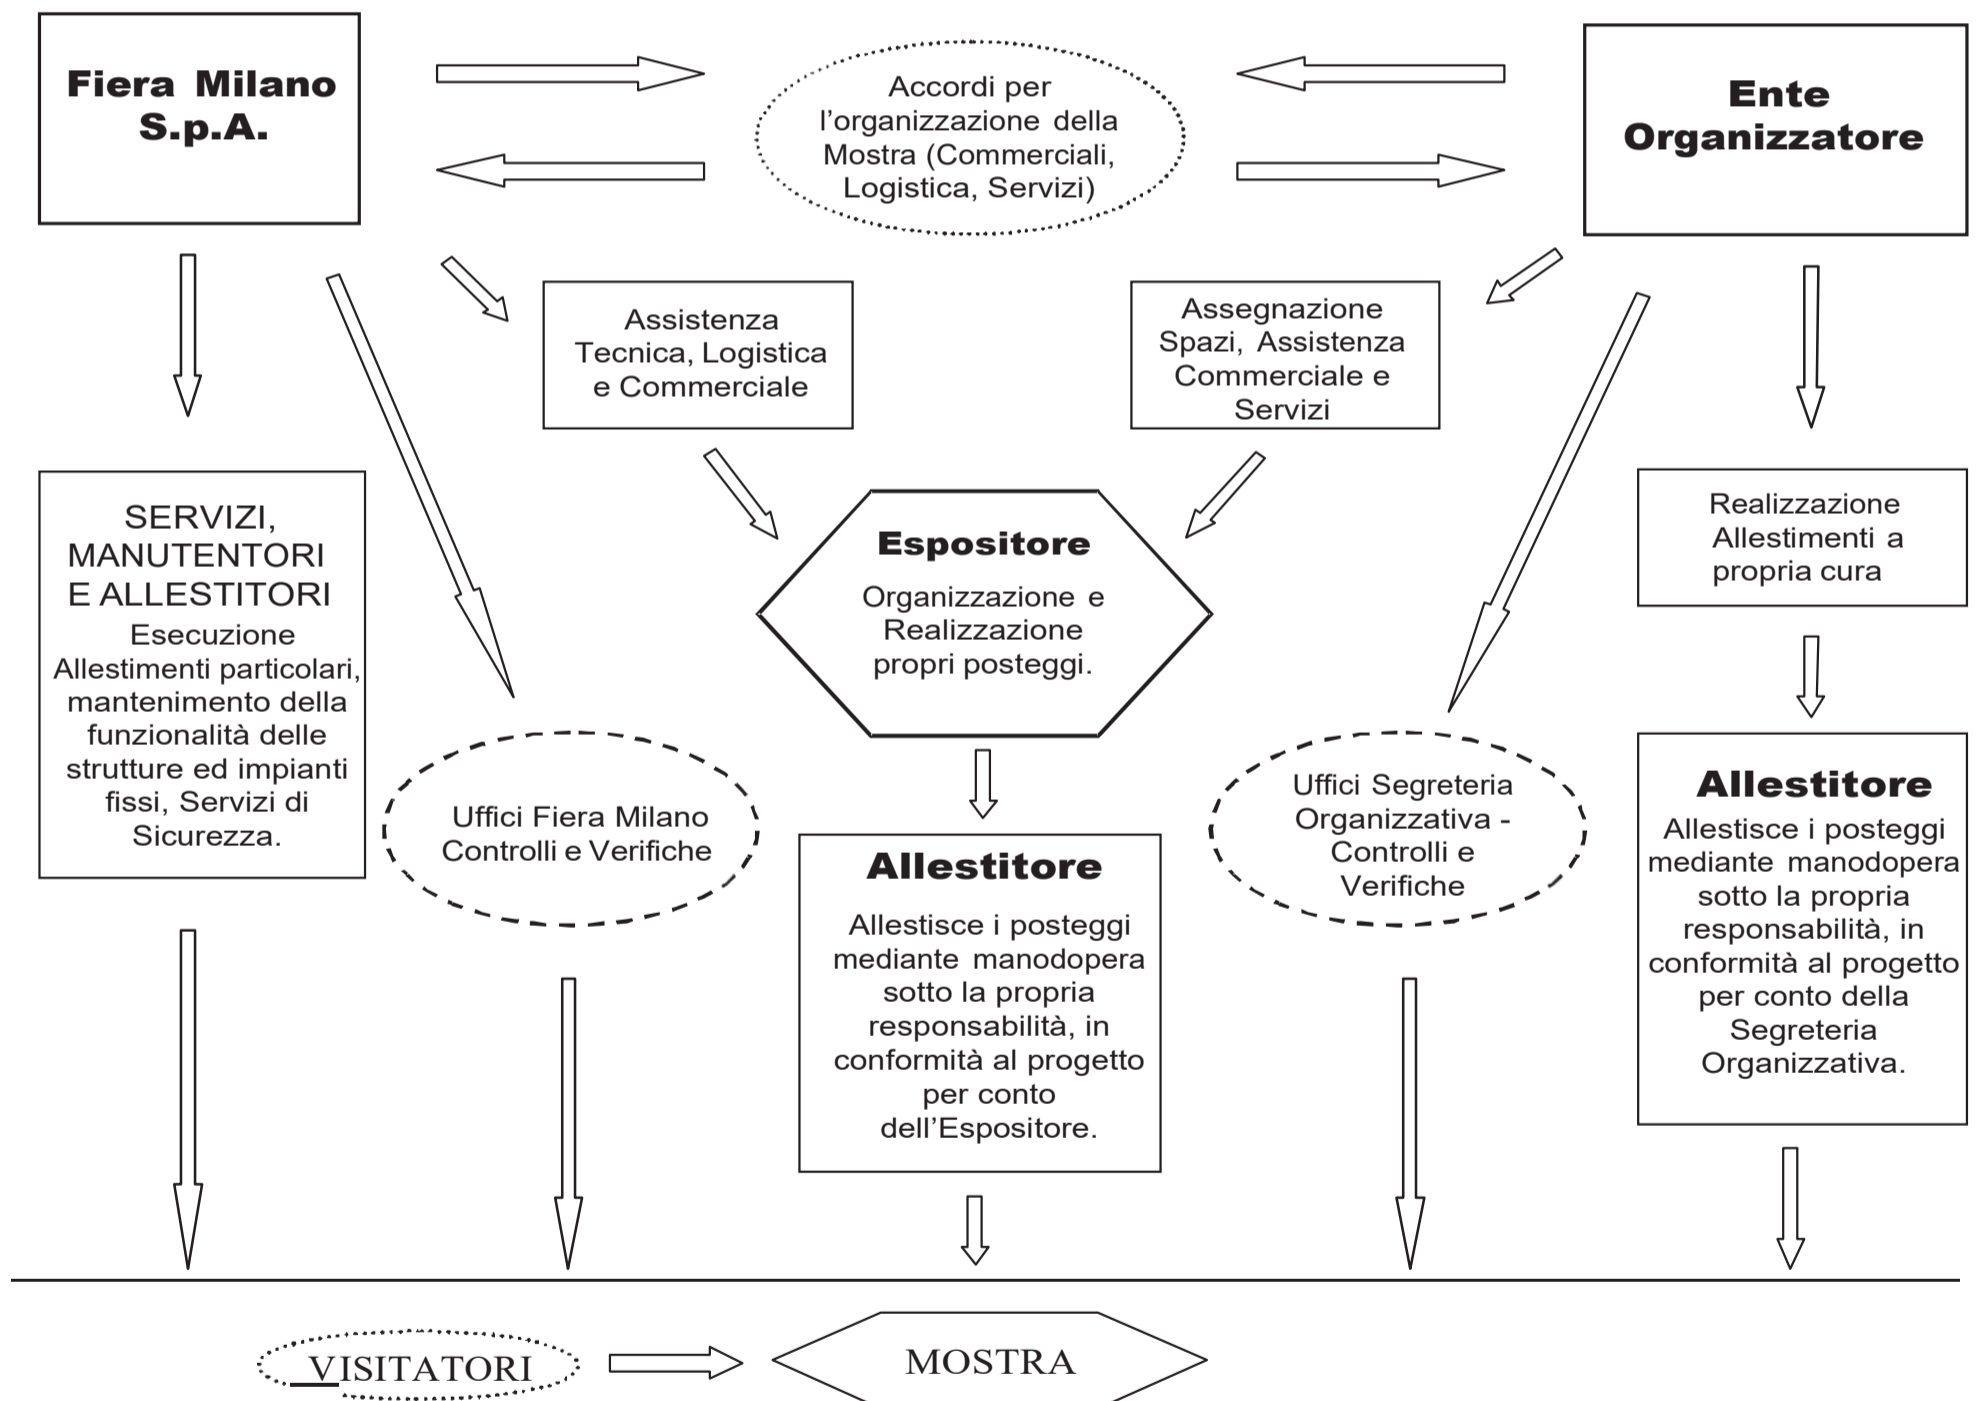 Fiera Milano
S.p.A.
Accordi per
l’organizzazione della
Mostra (Commerciali,
Logistica, Servizi)
Ente
Organizzatore
Assistenza
Tecnica, Logistica
e Commerciale
Assegnazione
Spazi, Assistenza
Commerciale e
Servizi
SERVIZI,
MANUTENTORI
E ALLESTITORI
Esecuzione
Allestimenti particolari,
mantenimento della
funzionalità delle
strutture ed impianti
fissi, Servizi di
Sicurezza.
Espositore
Organizzazione e
Realizzazione
propri posteggi.
Realizzazione
Allestimenti a
propria cura
Uffici Fiera Milano
Controlli e Verifiche
Allestitore
Allestisce i posteggi
mediante manodopera
sotto la propria
responsabilità, in
conformità al progetto
per conto
dell’Espositore.
Uffici Segreteria
Organizzativa -
Controlli e
Verifiche
Allestitore
Allestisce i posteggi
mediante manodopera
sotto la propria
responsabilità, in
conformità al progetto
per conto della
Segreteria
Organizzativa.
VISITATORI
MOSTRA